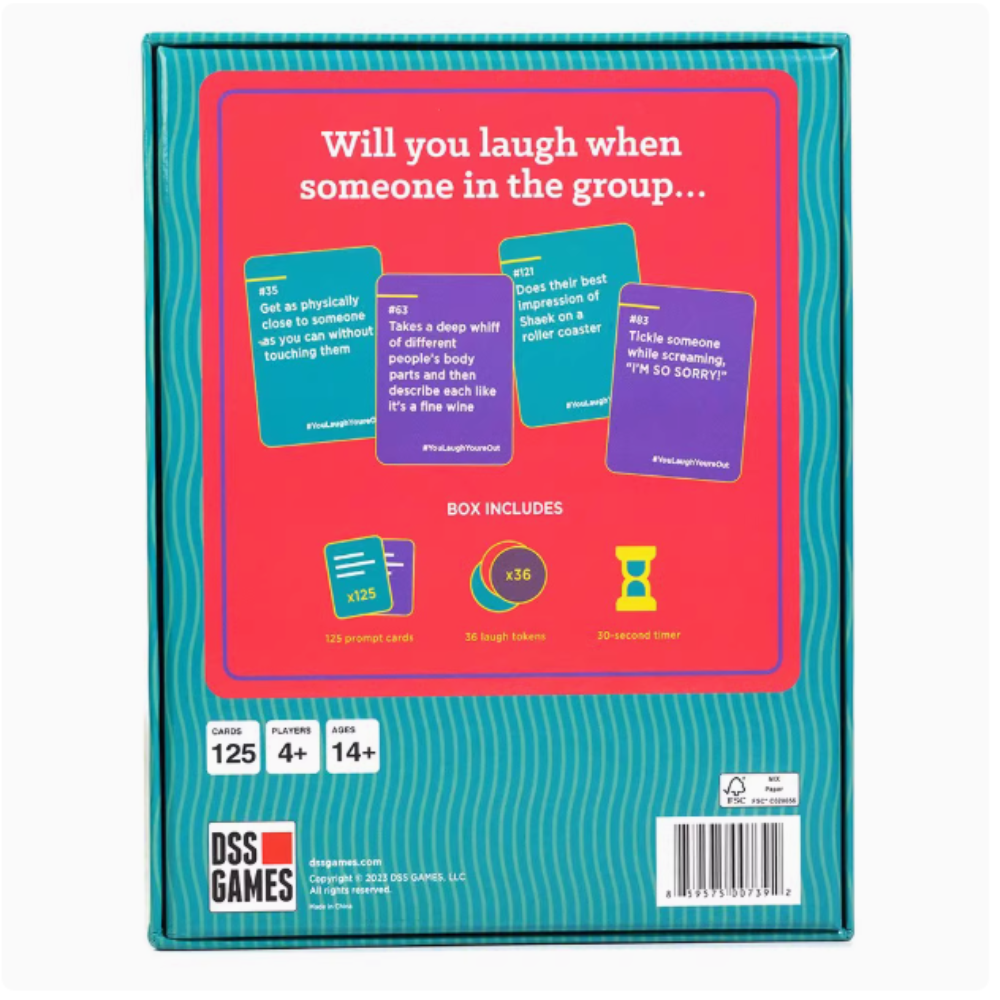 Will you laugh when
someone in the group...
#35
Get as physically
close to someone
as you can without
touching them
#YouLaughYoureO
#63
Takes a deep whiff
of different
people's body
parts and then
describe each like
it's a fine wine
#YouLaughYoureOut
#121
Does their best
impression of
Shaek on a
roller coaster
#YouLaughY
#83
Tickle someone
while screaming,
"I'M SO SORRY!"
#YouLaughYoureOut
BOX INCLUDES
x125
x36
125 prompt cards
36 laugh tokens
30-second timer
CARDS
125
PLAYERS
4+
AGES
14+
MIX
Paper
FSC
DSS
GAMES
dssgames.com
Copyright © 2023 DSS GAMES, LLC
All rights reserved.
Made in China
8 59575 00739 2